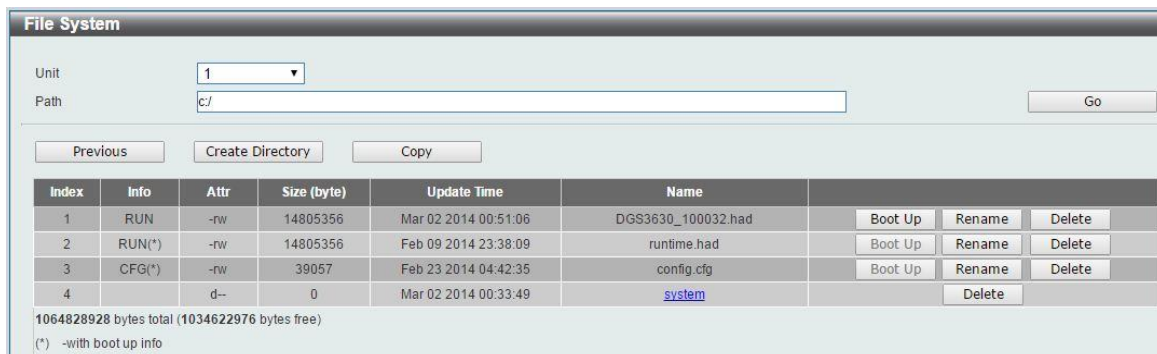 File System
Unit 1
Path c:/ Go
Previous Create Directory Copy
Index Info Attr Size (byte) Update Time Name
1 RUN -rw 14805356 Mar 02 2014 00:51:06 DGS3630_100032.had Boot Up Rename Delete
2 RUN(*) -rw 14805356 Feb 09 2014 23:38:09 runtime.had Boot Up Rename Delete
3 CFG(*) -rw 39057 Feb 23 2014 04:42:35 config.cfg Boot Up Rename Delete
4 d-- 0 Mar 02 2014 00:33:49 system Delete
1064828928 bytes total (1034622976 bytes free)
(*) -with boot up info